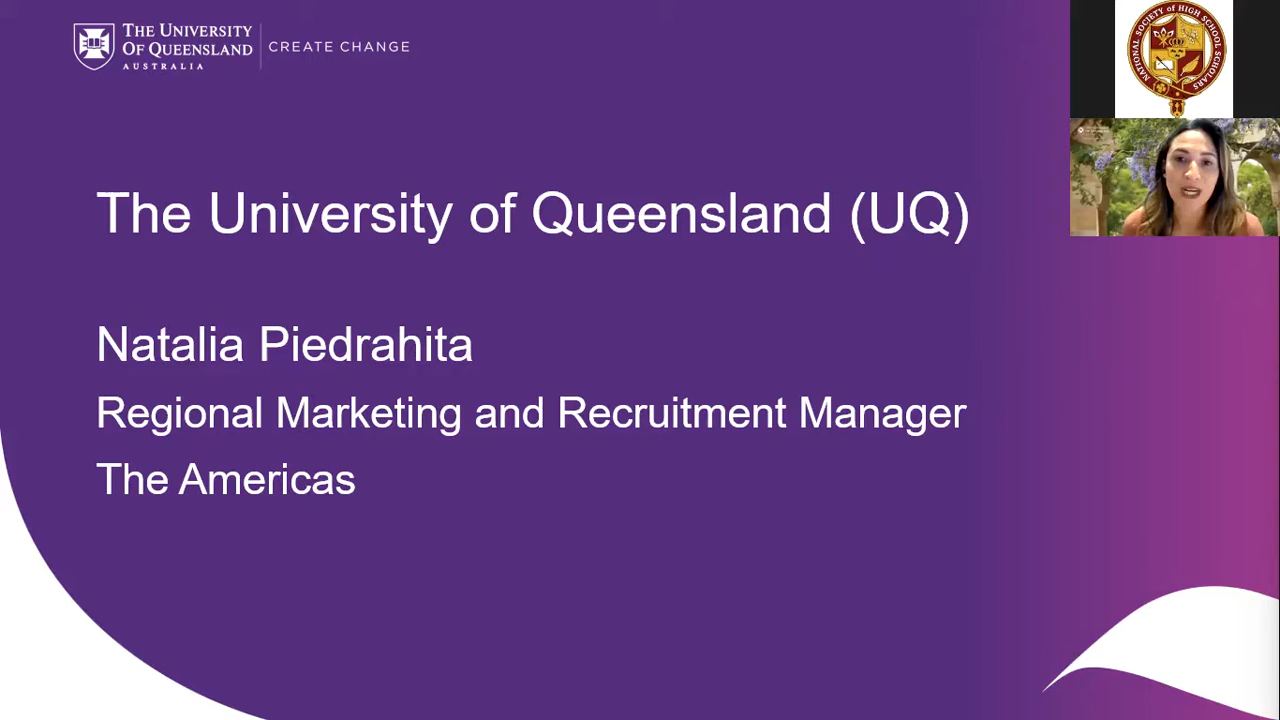 THE UNIVERSITY
OF QUEENSLAND
AUSTRALIA
CREATE CHANGE
NATIONAL SOCIETY of HIGH SCHOOL SCHOLARS
The University of Queensland (UQ)
Natalia Piedrahita
Regional Marketing and Recruitment Manager
The Americas